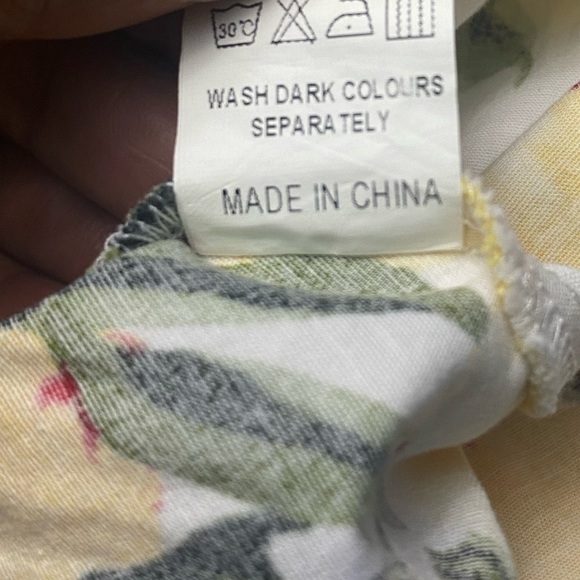 30°C
WASH DARK COLOURS
SEPARATELY
MADE IN CHINA